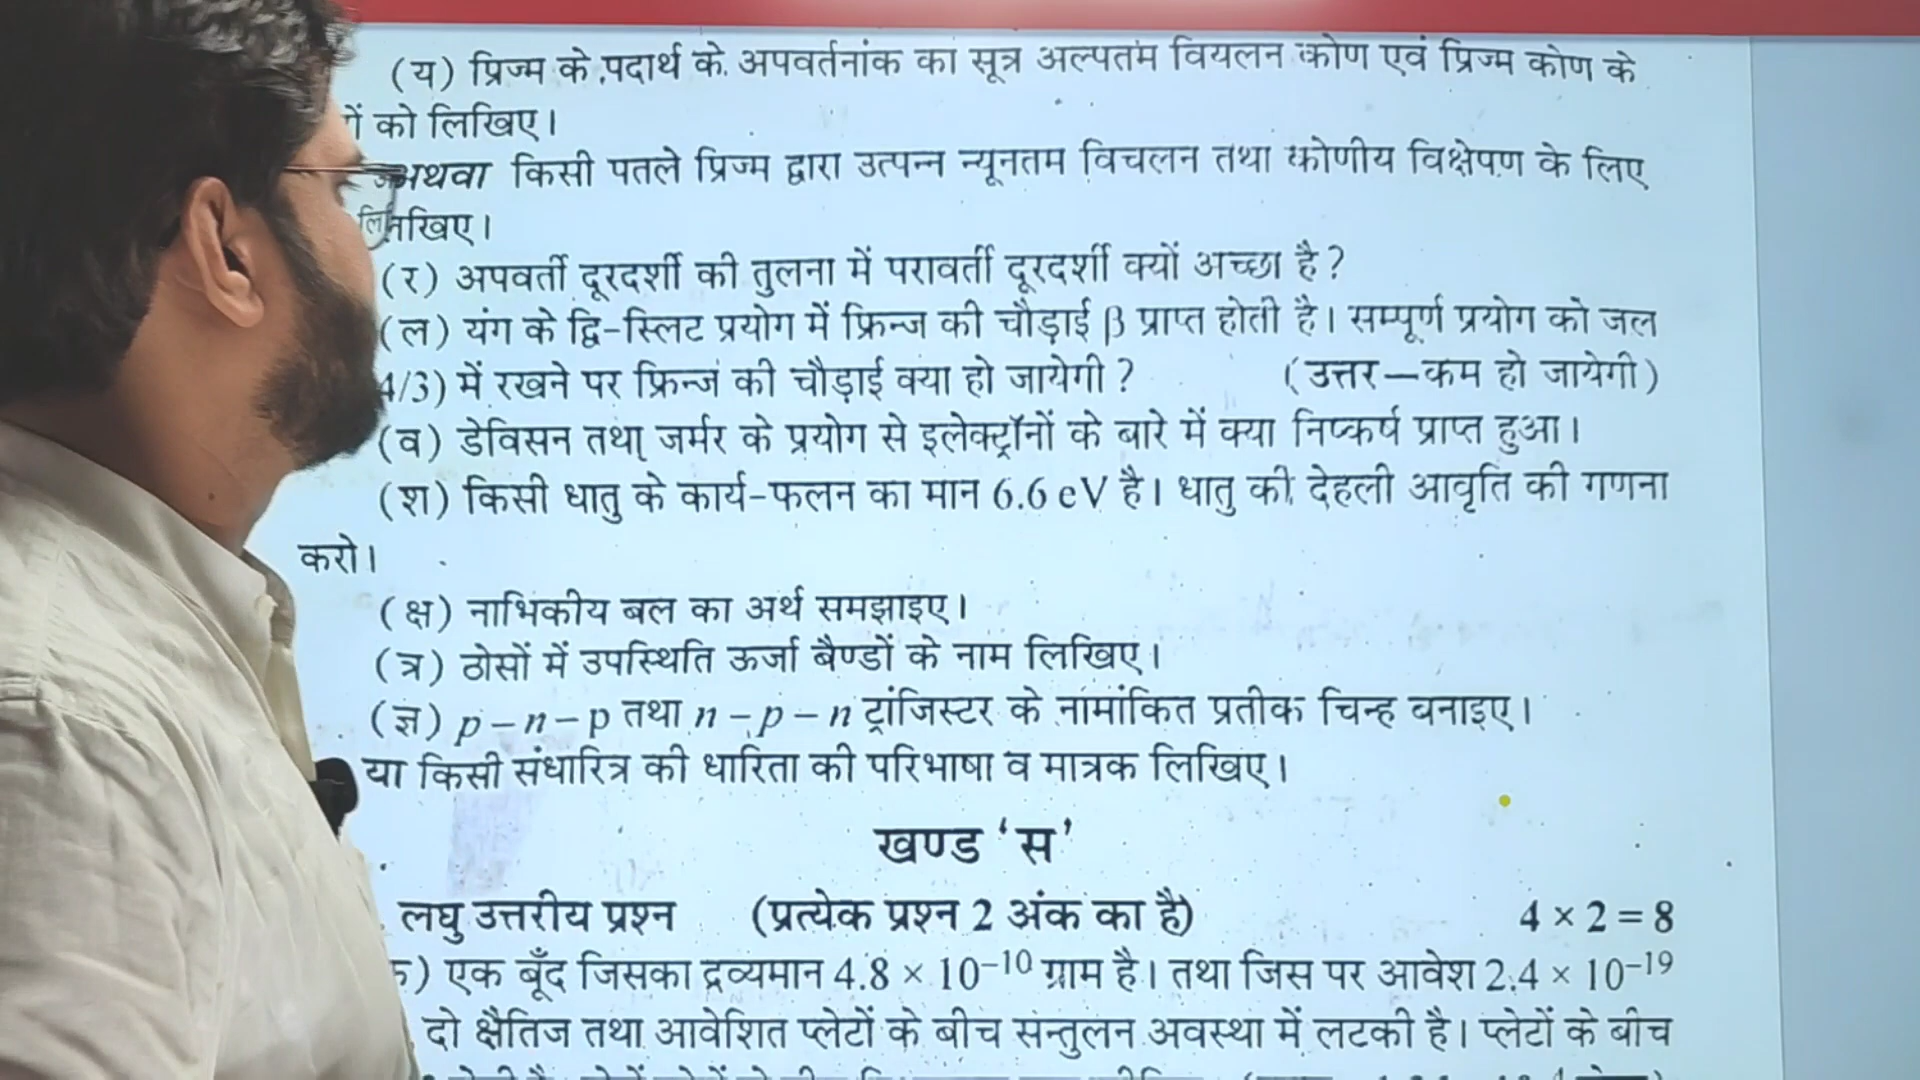 (य) प्रिज्म के पदार्थ के अपवर्तनांक का सूत्र अल्पतम वियलन कोण एवं प्रिज्म कोण के
को लिखिए।
अथवा किसी पतले प्रिज्म द्वारा उत्पन्न न्यूनतम विचलन तथा कोणीय विक्षेपण के लिए
लिखिए।
(र) अपवर्ती दूरदर्शी की तुलना में परावर्ती दूरदर्शी क्यों अच्छा है?
(ल) यंग के द्वि-स्लिट प्रयोग में फ्रिन्ज की चौड़ाई β प्राप्त होती है। सम्पूर्ण प्रयोग को जल
4/3) में रखने पर फ्रिन्ज की चौड़ाई क्या हो जायेगी? (उत्तर—कम हो जायेगी)
(व) डेविसन तथा जर्मर के प्रयोग से इलेक्ट्रॉनों के बारे में क्या निष्कर्ष प्राप्त हुआ।
(श) किसी धातु के कार्य-फलन का मान 6.6 eV है। धातु की देहली आवृति की गणना
करो।
(क्ष) नाभिकीय बल का अर्थ समझाइए।
(त्र) ठोसों में उपस्थिति ऊर्जा बैण्डों के नाम लिखिए।
(ज्ञ) p – n – p तथा n – p – n ट्रांजिस्टर के नामांकित प्रतीक चिन्ह बनाइए।
या किसी संधारित्र की धारिता की परिभाषा व मात्रक लिखिए।
खण्ड 'स'
लघु उत्तरीय प्रश्न (प्रत्येक प्रश्न 2 अंक का है) 4 × 2 = 8
क) एक बूँद जिसका द्रव्यमान 4.8 × 10⁻¹⁰ ग्राम है। तथा जिस पर आवेश 2.4 × 10⁻¹⁹
दो क्षैतिज तथा आवेशित प्लेटों के बीच सन्तुलन अवस्था में लटकी है। प्लेटों के बीच